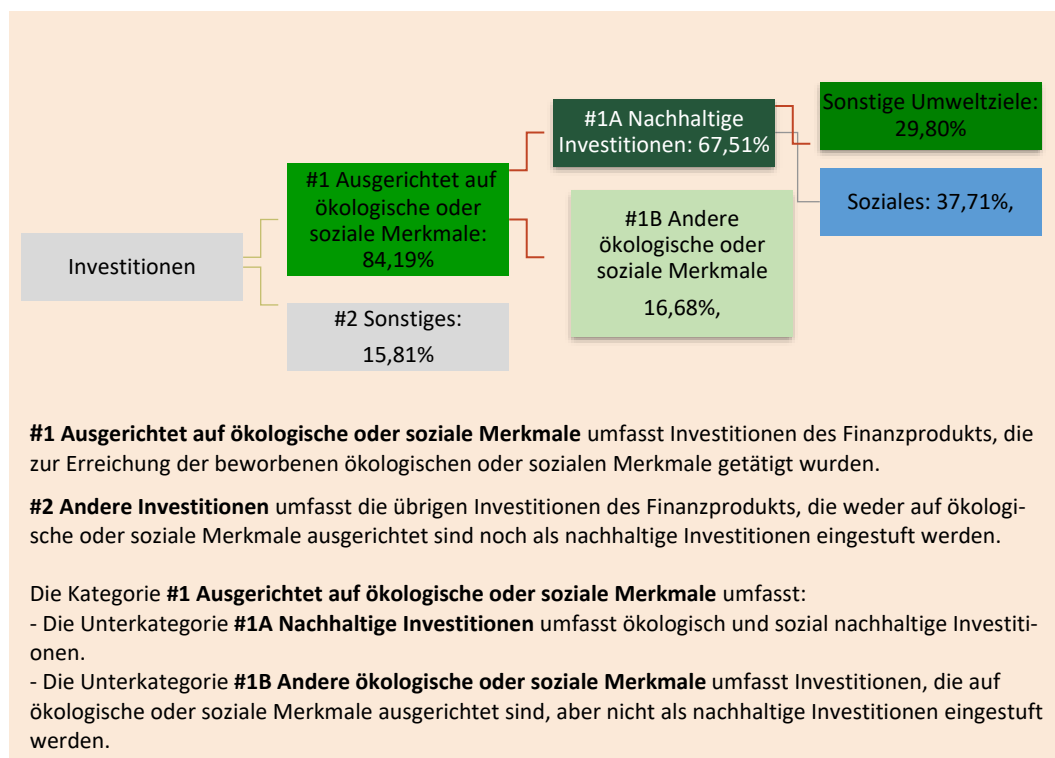 Investitionen
#1 Ausgerichtet auf
ökologische oder
soziale Merkmale:
84,19%
#2 Sonstiges:
15,81%
#1A Nachhaltige
Investitionen: 67,51%
#1B Andere
ökologische oder
soziale Merkmale
16,68%,
Sonstige Umweltziele:
29,80%
Soziales: 37,71%,
#1 Ausgerichtet auf ökologische oder soziale Merkmale umfasst Investitionen des Finanzprodukts, die
zur Erreichung der beworbenen ökologischen oder sozialen Merkmale getätigt wurden.
#2 Andere Investitionen umfasst die übrigen Investitionen des Finanzprodukts, die weder auf ökologi-
sche oder soziale Merkmale ausgerichtet sind noch als nachhaltige Investitionen eingestuft werden.
Die Kategorie #1 Ausgerichtet auf ökologische oder soziale Merkmale umfasst:
- Die Unterkategorie #1A Nachhaltige Investitionen umfasst ökologisch und sozial nachhaltige Investiti-
onen.
- Die Unterkategorie #1B Andere ökologische oder soziale Merkmale umfasst Investitionen, die auf
ökologische oder soziale Merkmale ausgerichtet sind, aber nicht als nachhaltige Investitionen eingestuft
werden.